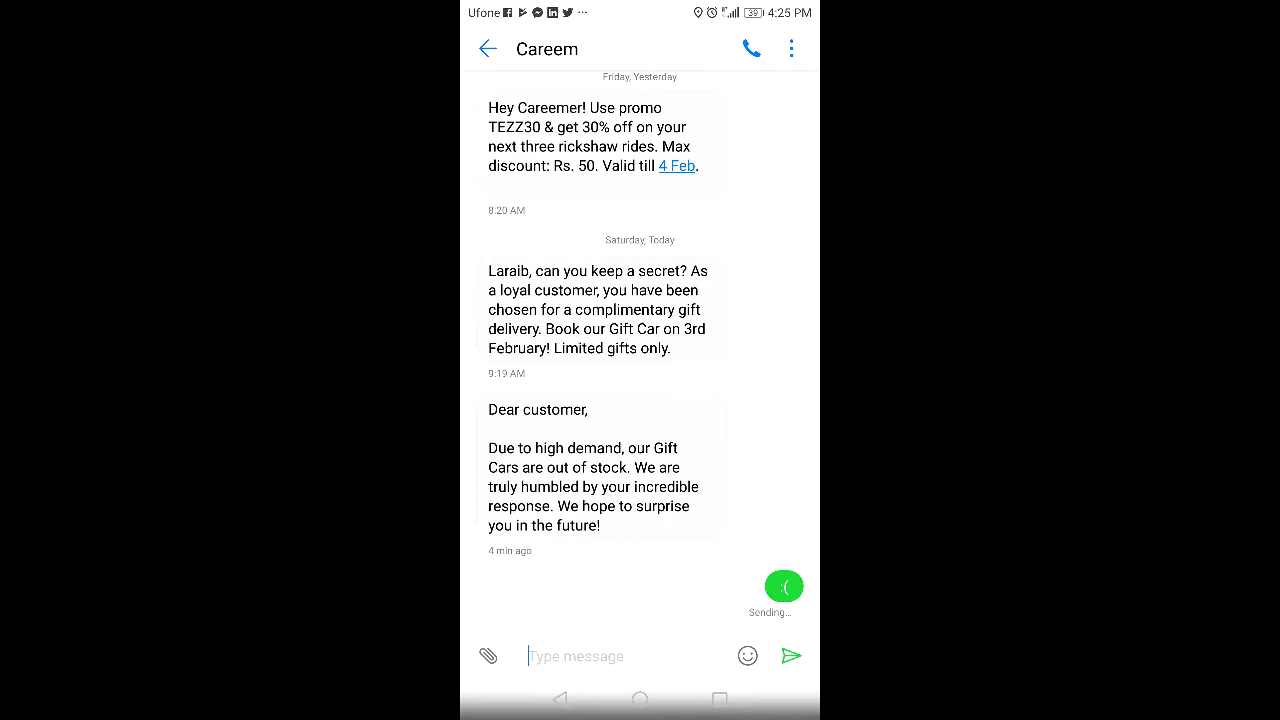 Ufone 39 4:25 PM
Careem
Friday, Yesterday
Hey Careemer! Use promo
TEZZ30 & get 30% off on your
next three rickshaw rides. Max
discount: Rs. 50. Valid till 4 Feb.
8:20 AM
Saturday, Today
Laraib, can you keep a secret? As
a loyal customer, you have been
chosen for a complimentary gift
delivery. Book our Gift Car on 3rd
February! Limited gifts only.
9:19 AM
Dear customer,
Due to high demand, our Gift
Cars are out of stock. We are
truly humbled by your incredible
response. We hope to surprise
you in the future!
4 min ago
:(
Sending...
Type message